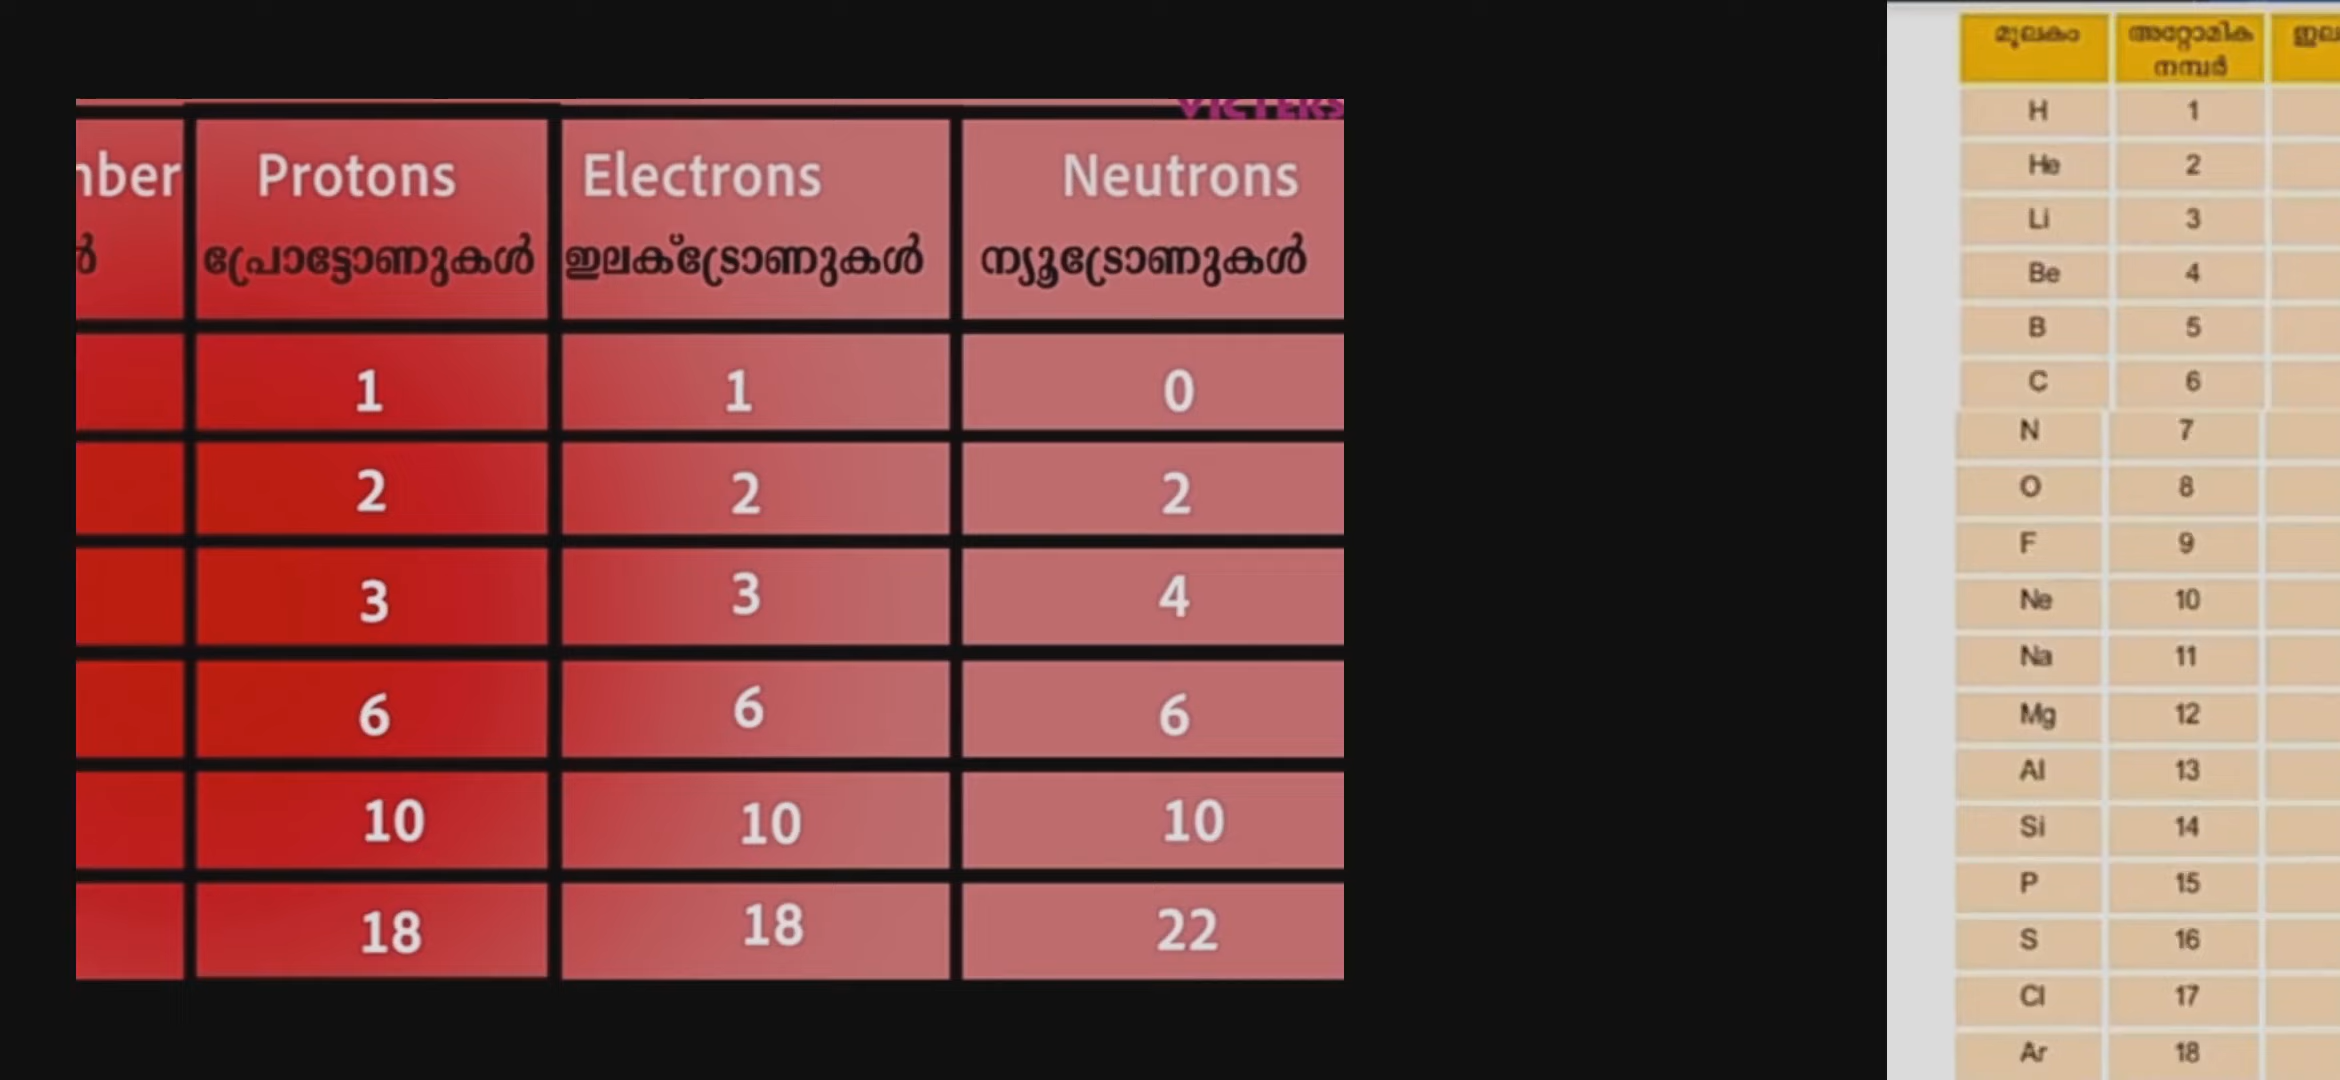 VICTERS
Protons Electrons Neutrons
പ്രോട്ടോണുകൾ ഇലക്ട്രോണുകൾ ന്യൂട്രോണുകൾ
1 1 0
2 2 2
3 3 4
6 6 6
10 10 10
18 18 22
മൂലകം അറ്റോമിക
നമ്പർ
H 1
He 2
Li 3
Be 4
B 5
C 6
N 7
O 8
F 9
Ne 10
Na 11
Mg 12
Al 13
Si 14
P 15
S 16
Cl 17
Ar 18